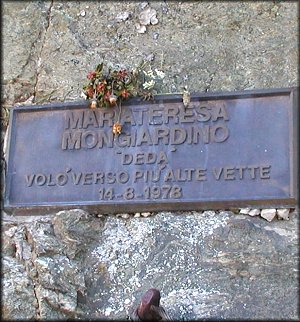 MARIATERESA
MONGIARDINO
"DEDA"
VOLO' VERSO PIU' ALTE VETTE
14-8-1978